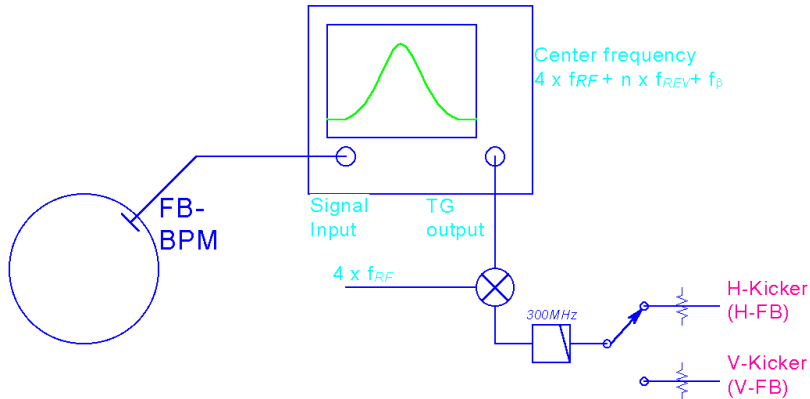 Center frequency
4 x fRF + n x fREV + fβ
FB-
BPM
Signal
Input
TG
output
4 x fRF
300MHz
H-Kicker
(H-FB)
V-Kicker
(V-FB)